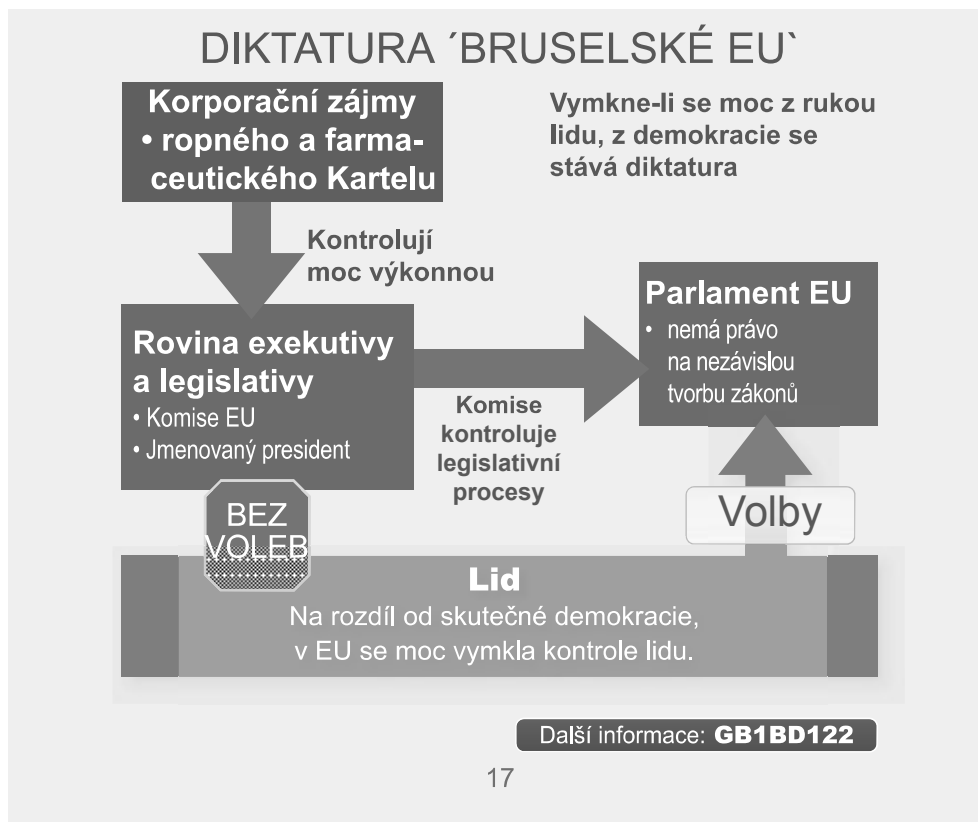 DIKTATURA ´BRUSELSKÉ EU`
Korporační zájmy
• ropného a farma-
ceutického Kartelu
Vymkne-li se moc z rukou
lidu, z demokracie se
stává diktatura
Kontrolují
moc výkonnou
Rovina exekutivy
a legislativy
• Komise EU
• Jmenovaný president
Komise
kontroluje
legislativní
procesy
Parlament EU
• nemá právo
na nezávislou
tvorbu zákonů
BEZ
VOLEB
Volby
Lid
Na rozdíl od skutečné demokracie,
v EU se moc vymkla kontrole lidu.
Další informace: GB1BD122
17